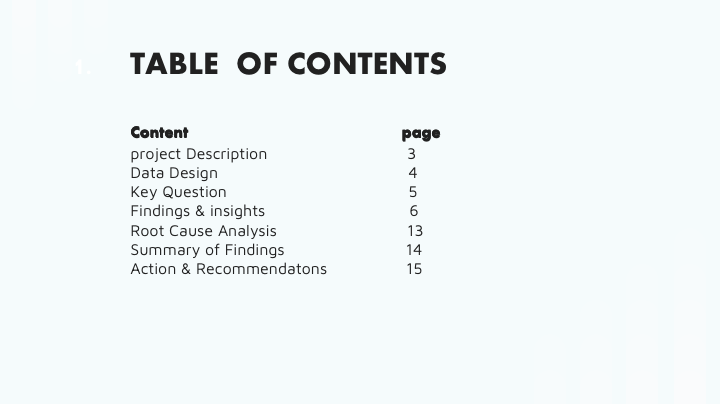 1.
TABLE OF CONTENTS
Content page
project Description 3
Data Design 4
Key Question 5
Findings & insights 6
Root Cause Analysis 13
Summary of Findings 14
Action & Recommendatons 15